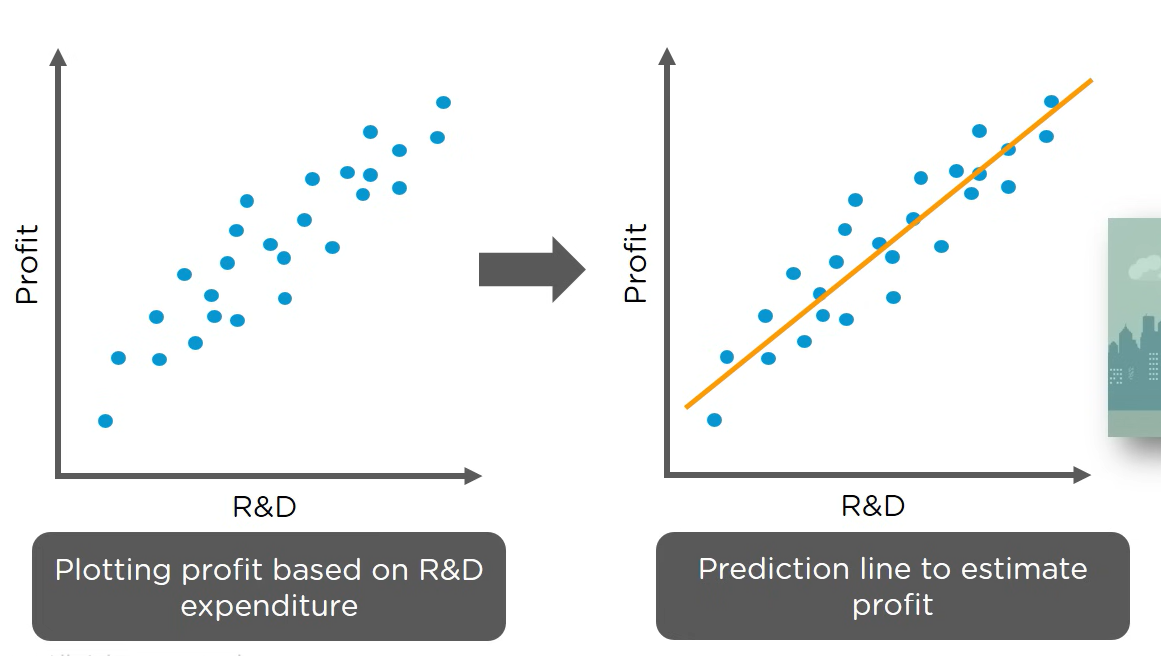 Profit
R&D
Plotting profit based on R&D
expenditure
Profit
R&D
Prediction line to estimate
profit